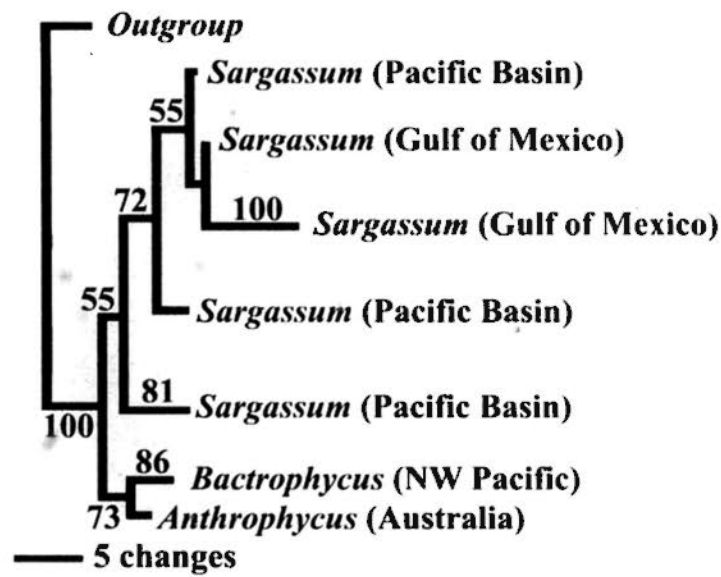 Outgroup
Sargassum (Pacific Basin)
55
Sargassum (Gulf of Mexico)
72
100
Sargassum (Gulf of Mexico)
55
Sargassum (Pacific Basin)
81
Sargassum (Pacific Basin)
100
86
Bactrophycus (NW Pacific)
73
Anthrophycus (Australia)
5 changes